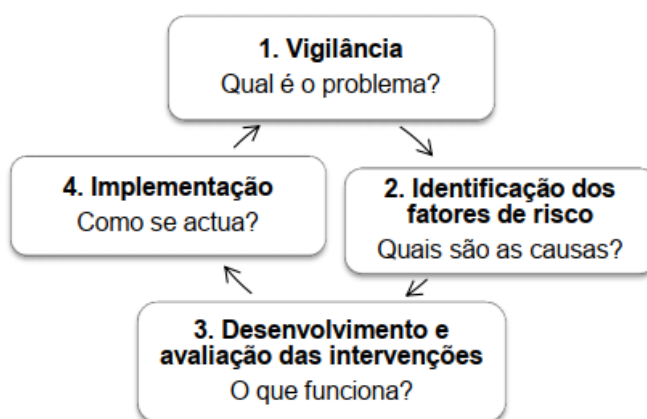 1. Vigilância
Qual é o problema?
4. Implementação
Como se actua?
2. Identificação dos
fatores de risco
Quais são as causas?
3. Desenvolvimento e
avaliação das intervenções
O que funciona?